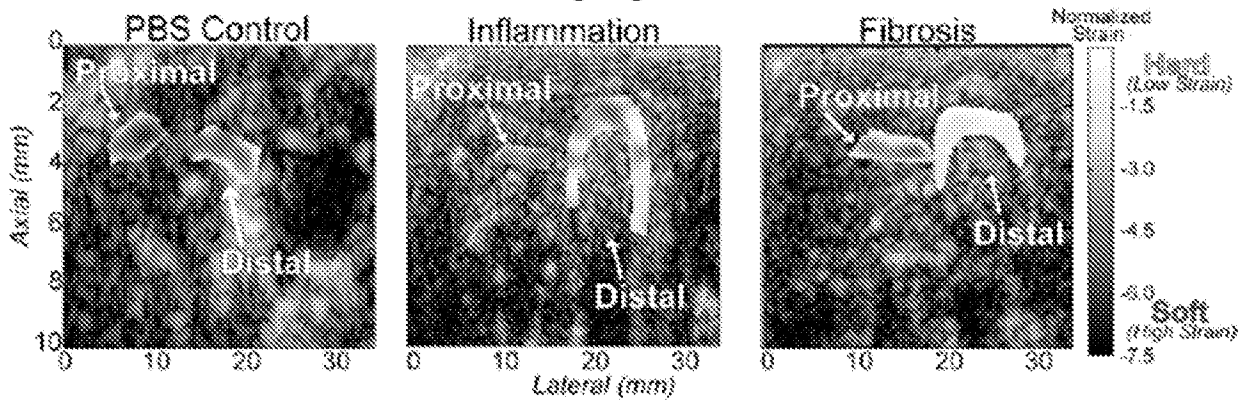 PBS Control
Inflammation
Fibrosis
Normalized
Strain
Hard
(Low Strain)
-1.5
-3.0
-4.5
-6.0
Soft
(High Strain)
-7.5
Axial (mm)
0
2
4
6
8
10
Proximal
Distal
0 10 20 30
Proximal
Distal
0 10 20 30
Proximal
Distal
0 10 20 30
Lateral (mm)